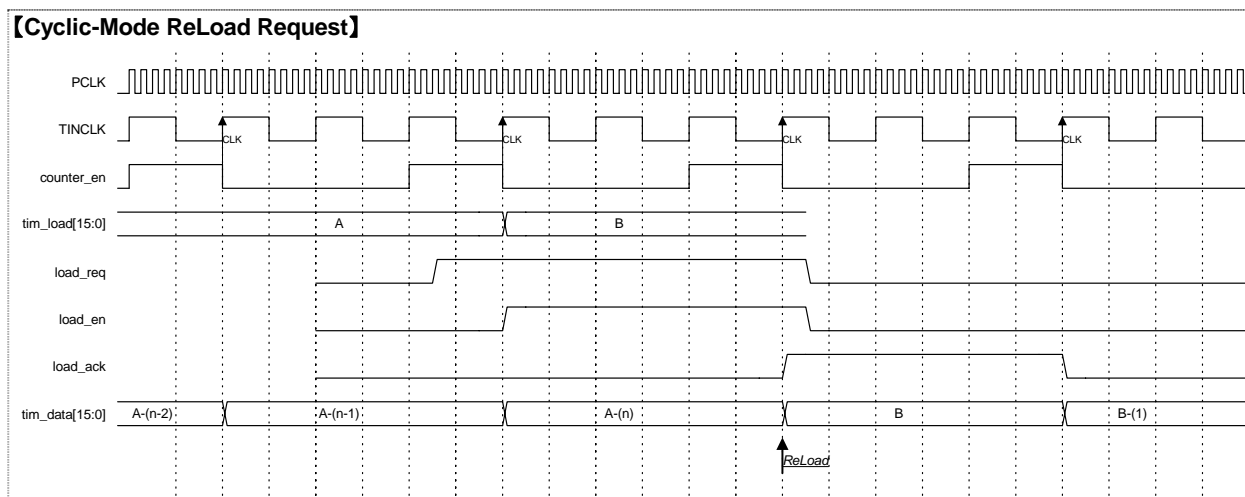 【Cyclic-Mode ReLoad Request】
PCLK
TINCLK
CLK CLK CLK CLK
counter_en
tim_load[15:0] A B
load_req
load_en
load_ack
tim_data[15:0] A-(n-2) A-(n-1) A-(n) B B-(1)
ReLoad